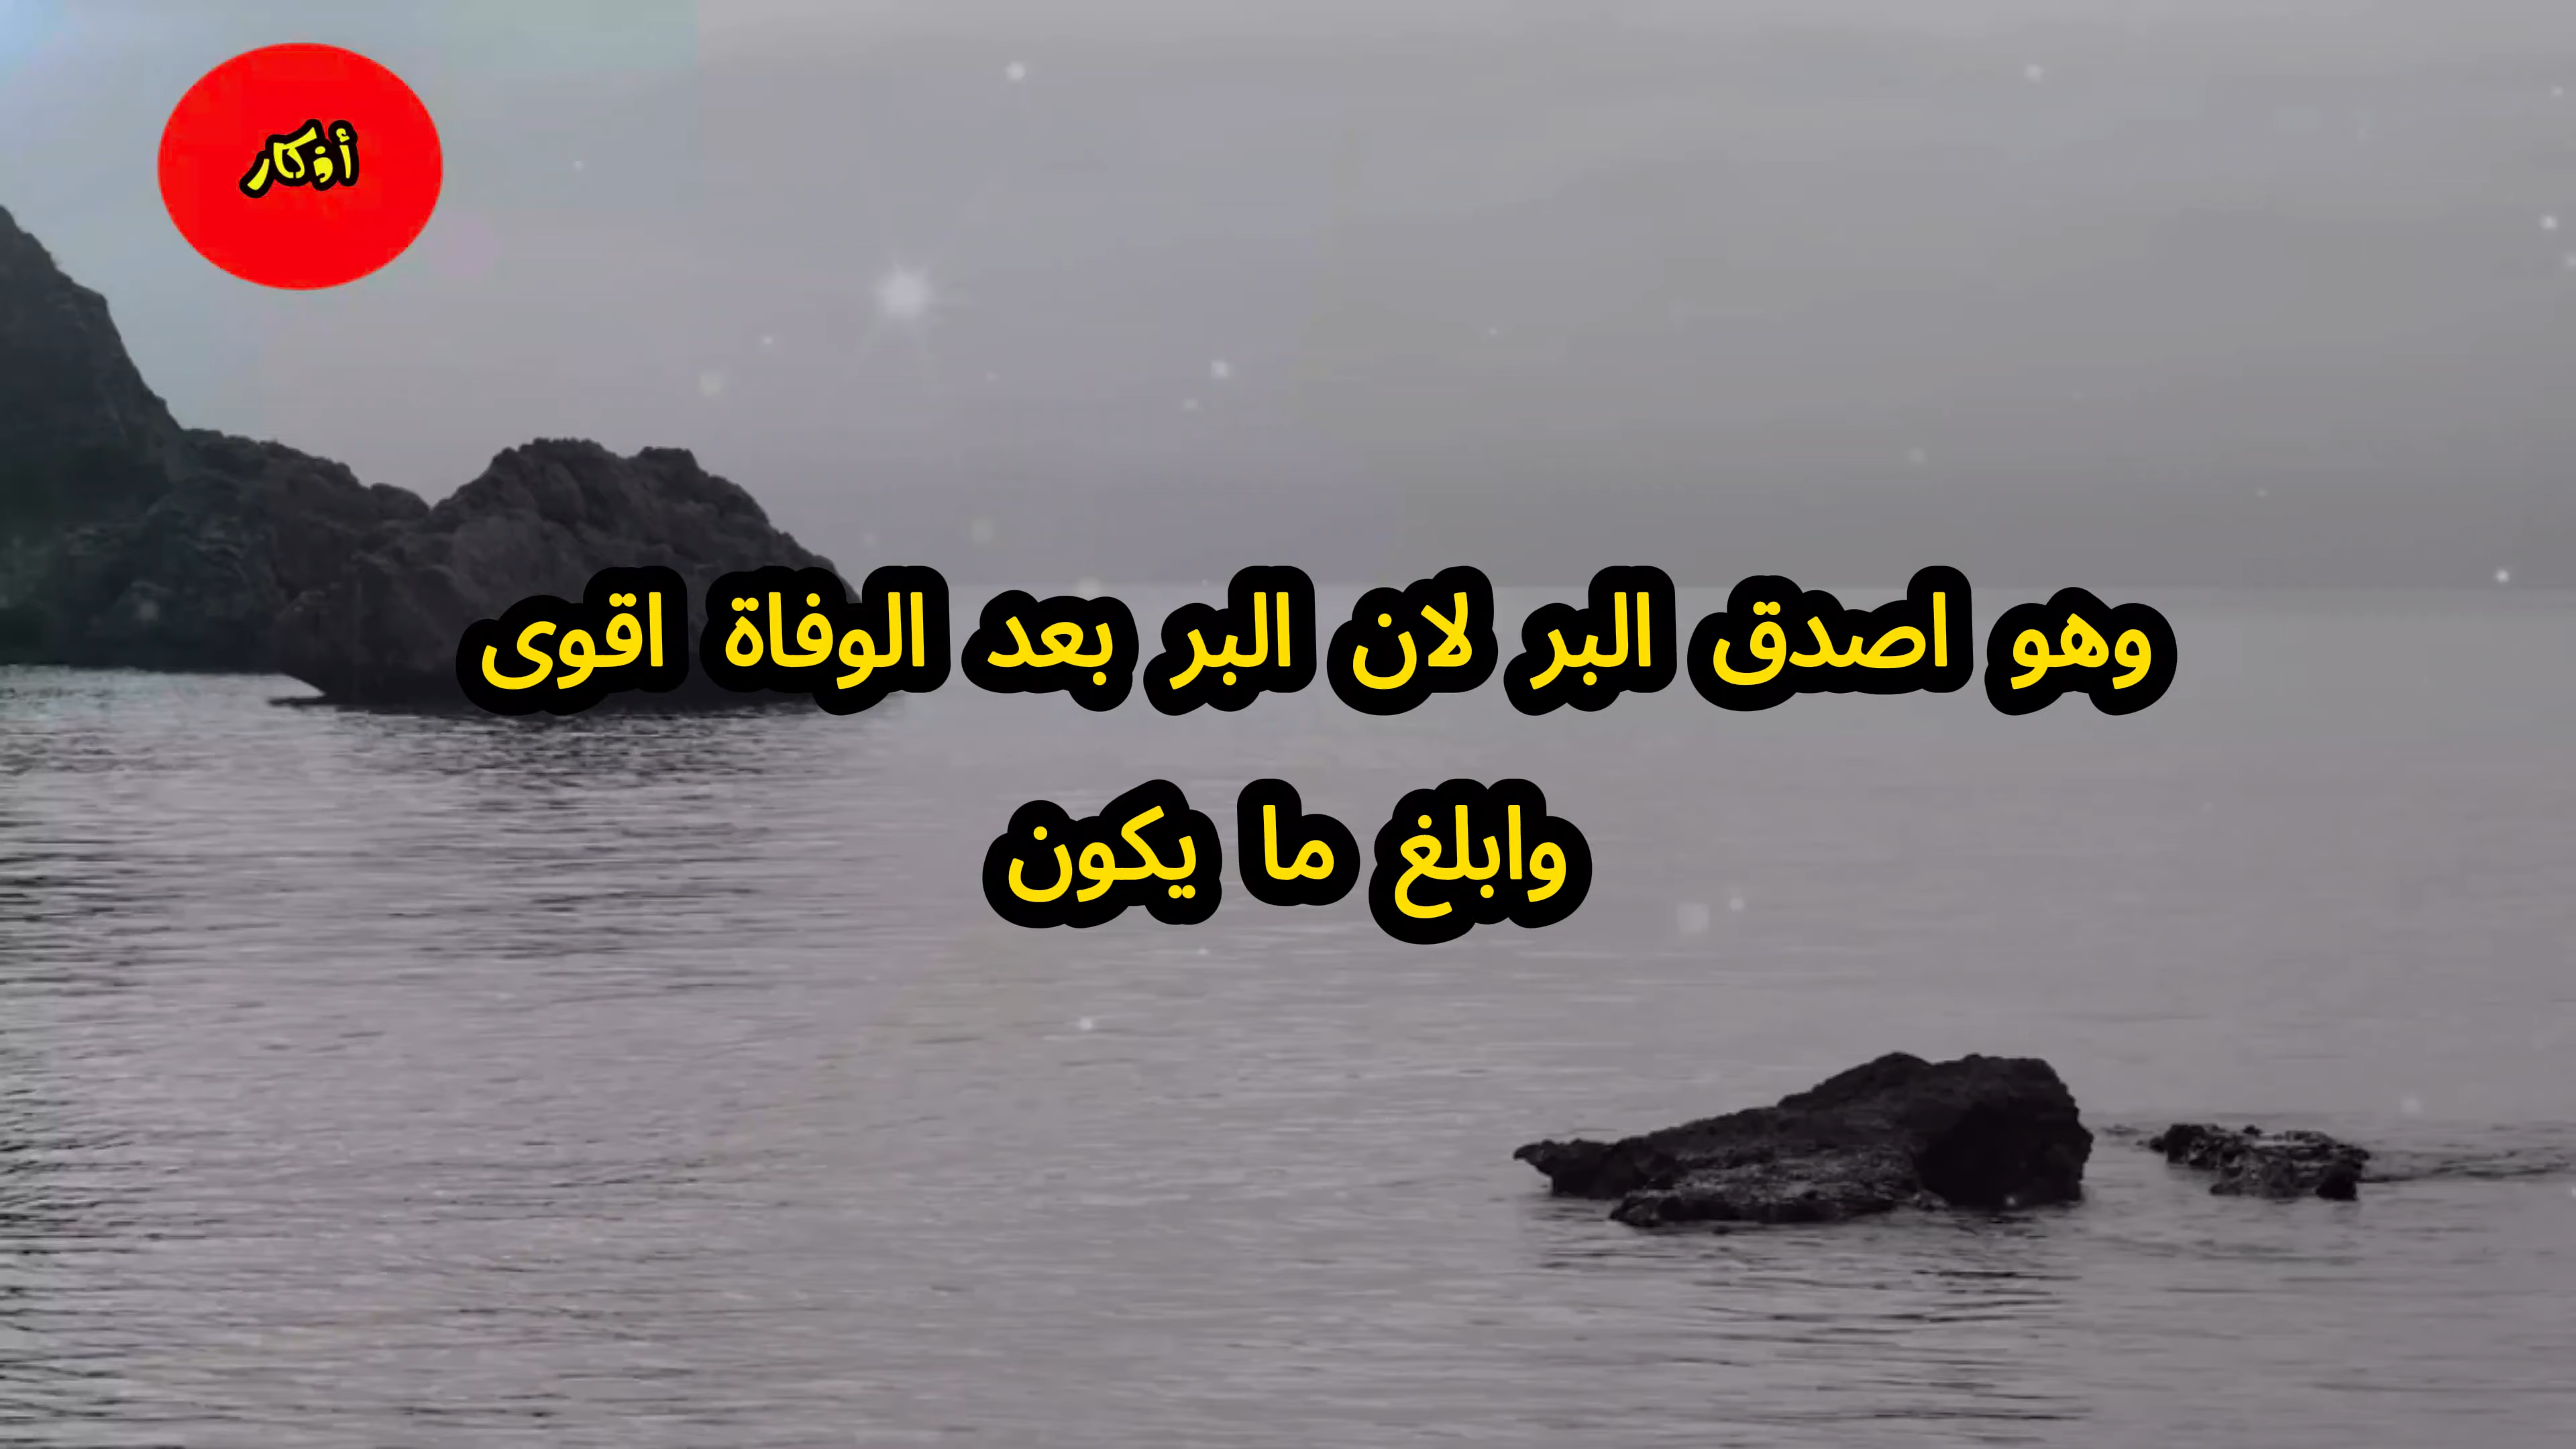 أذكار
وهو اصدق البر لان البر بعد الوفاة اقوى
وابلغ ما يكون